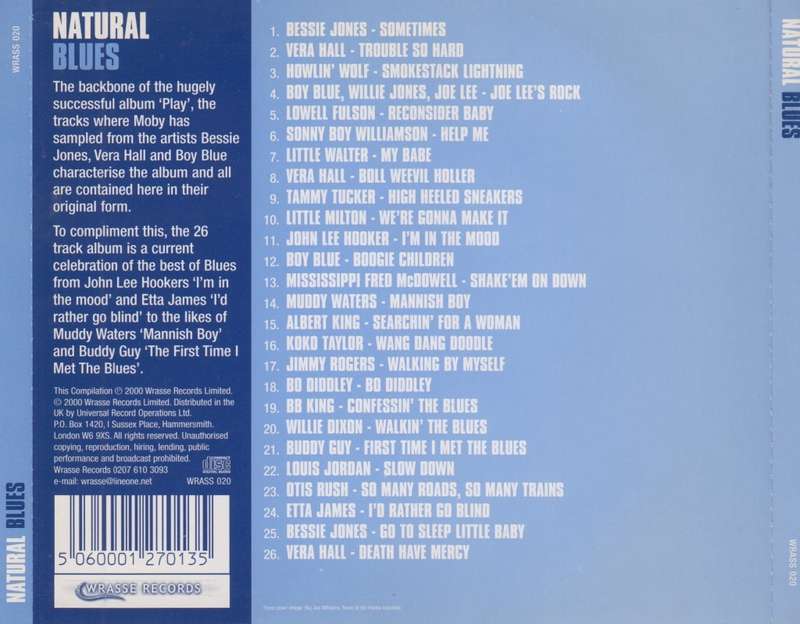 WRASS 020
NATURAL
BLUES
The backbone of the hugely
successful album 'Play', the
tracks where Moby has
sampled from the artists Bessie
Jones, Vera Hall and Boy Blue
characterise the album and all
are contained here in their
original form.
To compliment this, the 26
track album is a current
celebration of the best of Blues
from John Lee Hookers 'I'm in
the mood' and Etta James 'I'd
rather go blind' to the likes of
Muddy Waters 'Mannish Boy'
and Buddy Guy 'The First Time I
Met The Blues'.
This Compilation ℗ 2000 Wrasse Records Limited.
© 2000 Wrasse Records Limited. Distributed in the
UK by Universal Record Operations Ltd.
P.O. Box 1420, I Sussex Place, Hammersmith.
London W6 9XS. All rights reserved. Unauthorised
copying, reproduction, hiring, lending, public
performance and broadcast prohibited.
Wrasse Records 0207 610 3093
e-mail: wrasse@lineone.net
COMPACT
disc
DIGITAL AUDIO
WRASS 020
5 060001 270135
WRASSE RECORDS
NATURAL BLUES
1. BESSIE JONES - SOMETIMES
2. VERA HALL - TROUBLE SO HARD
3. HOWLIN' WOLF - SMOKESTACK LIGHTNING
4. BOY BLUE, WILLIE JONES, JOE LEE - JOE LEE'S ROCK
5. LOWELL FULSON - RECONSIDER BABY
6. SONNY BOY WILLIAMSON - HELP ME
7. LITTLE WALTER - MY BABE
8. VERA HALL - BOLL WEEVIL HOLLER
9. TAMMY TUCKER - HIGH HEELED SNEAKERS
10. LITTLE MILTON - WE'RE GONNA MAKE IT
11. JOHN LEE HOOKER - I'M IN THE MOOD
12. BOY BLUE - BOOGIE CHILDREN
13. MISSISSIPPI FRED McDOWELL - SHAKE'EM ON DOWN
14. MUDDY WATERS - MANNISH BOY
15. ALBERT KING - SEARCHIN' FOR A WOMAN
16. KOKO TAYLOR - WANG DANG DOODLE
17. JIMMY ROGERS - WALKING BY MYSELF
18. BO DIDDLEY - BO DIDDLEY
19. BB KING - CONFESSIN' THE BLUES
20. WILLIE DIXON - WALKIN' THE BLUES
21. BUDDY GUY - FIRST TIME I MET THE BLUES
22. LOUIS JORDAN - SLOW DOWN
23. OTIS RUSH - SO MANY ROADS, SO MANY TRAINS
24. ETTA JAMES - I'D RATHER GO BLIND
25. BESSIE JONES - GO TO SLEEP LITTLE BABY
26. VERA HALL - DEATH HAVE MERCY
NATURAL BLUES
WRASS 020